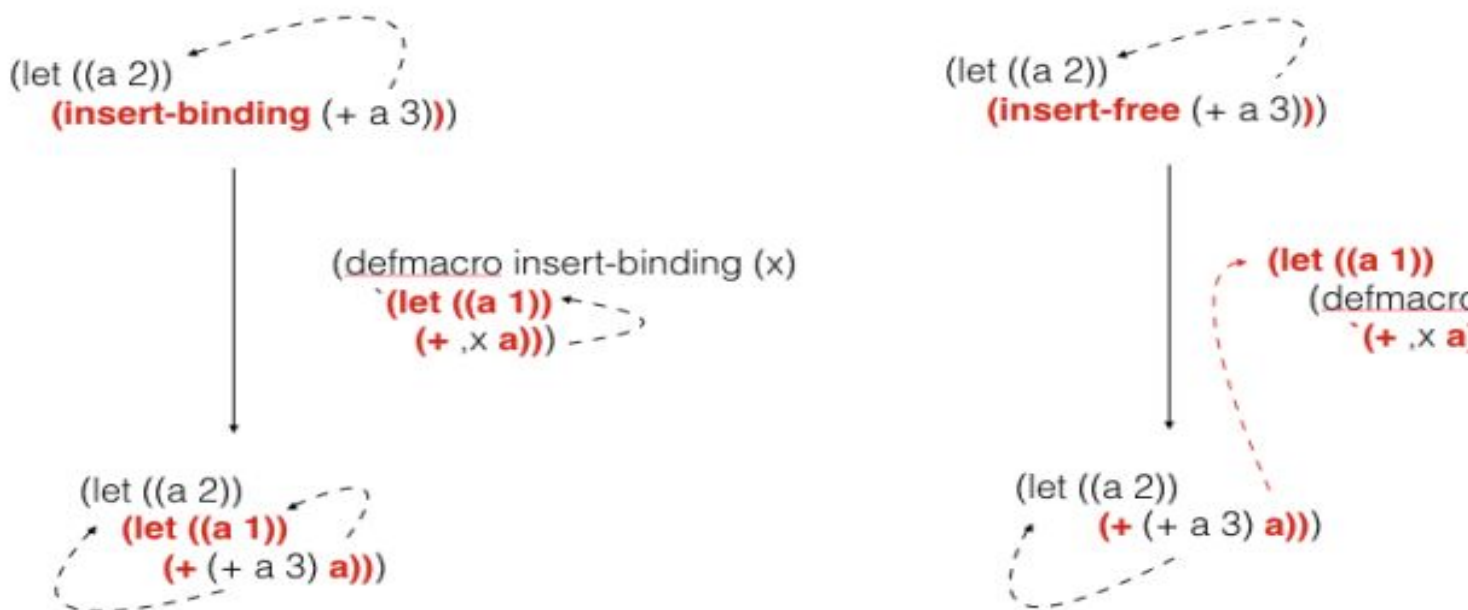 (let ((a 2))
(insert-binding (+ a 3)))
(defmacro insert-binding (x)
`(let ((a 1))
(+ ,x a)))
(let ((a 2))
(let ((a 1))
(+ (+ a 3) a)))
(let ((a 2))
(insert-free (+ a 3)))
(let ((a 1))
(defmacro
`(+ ,x a)
(let ((a 2))
(+ (+ a 3) a)))